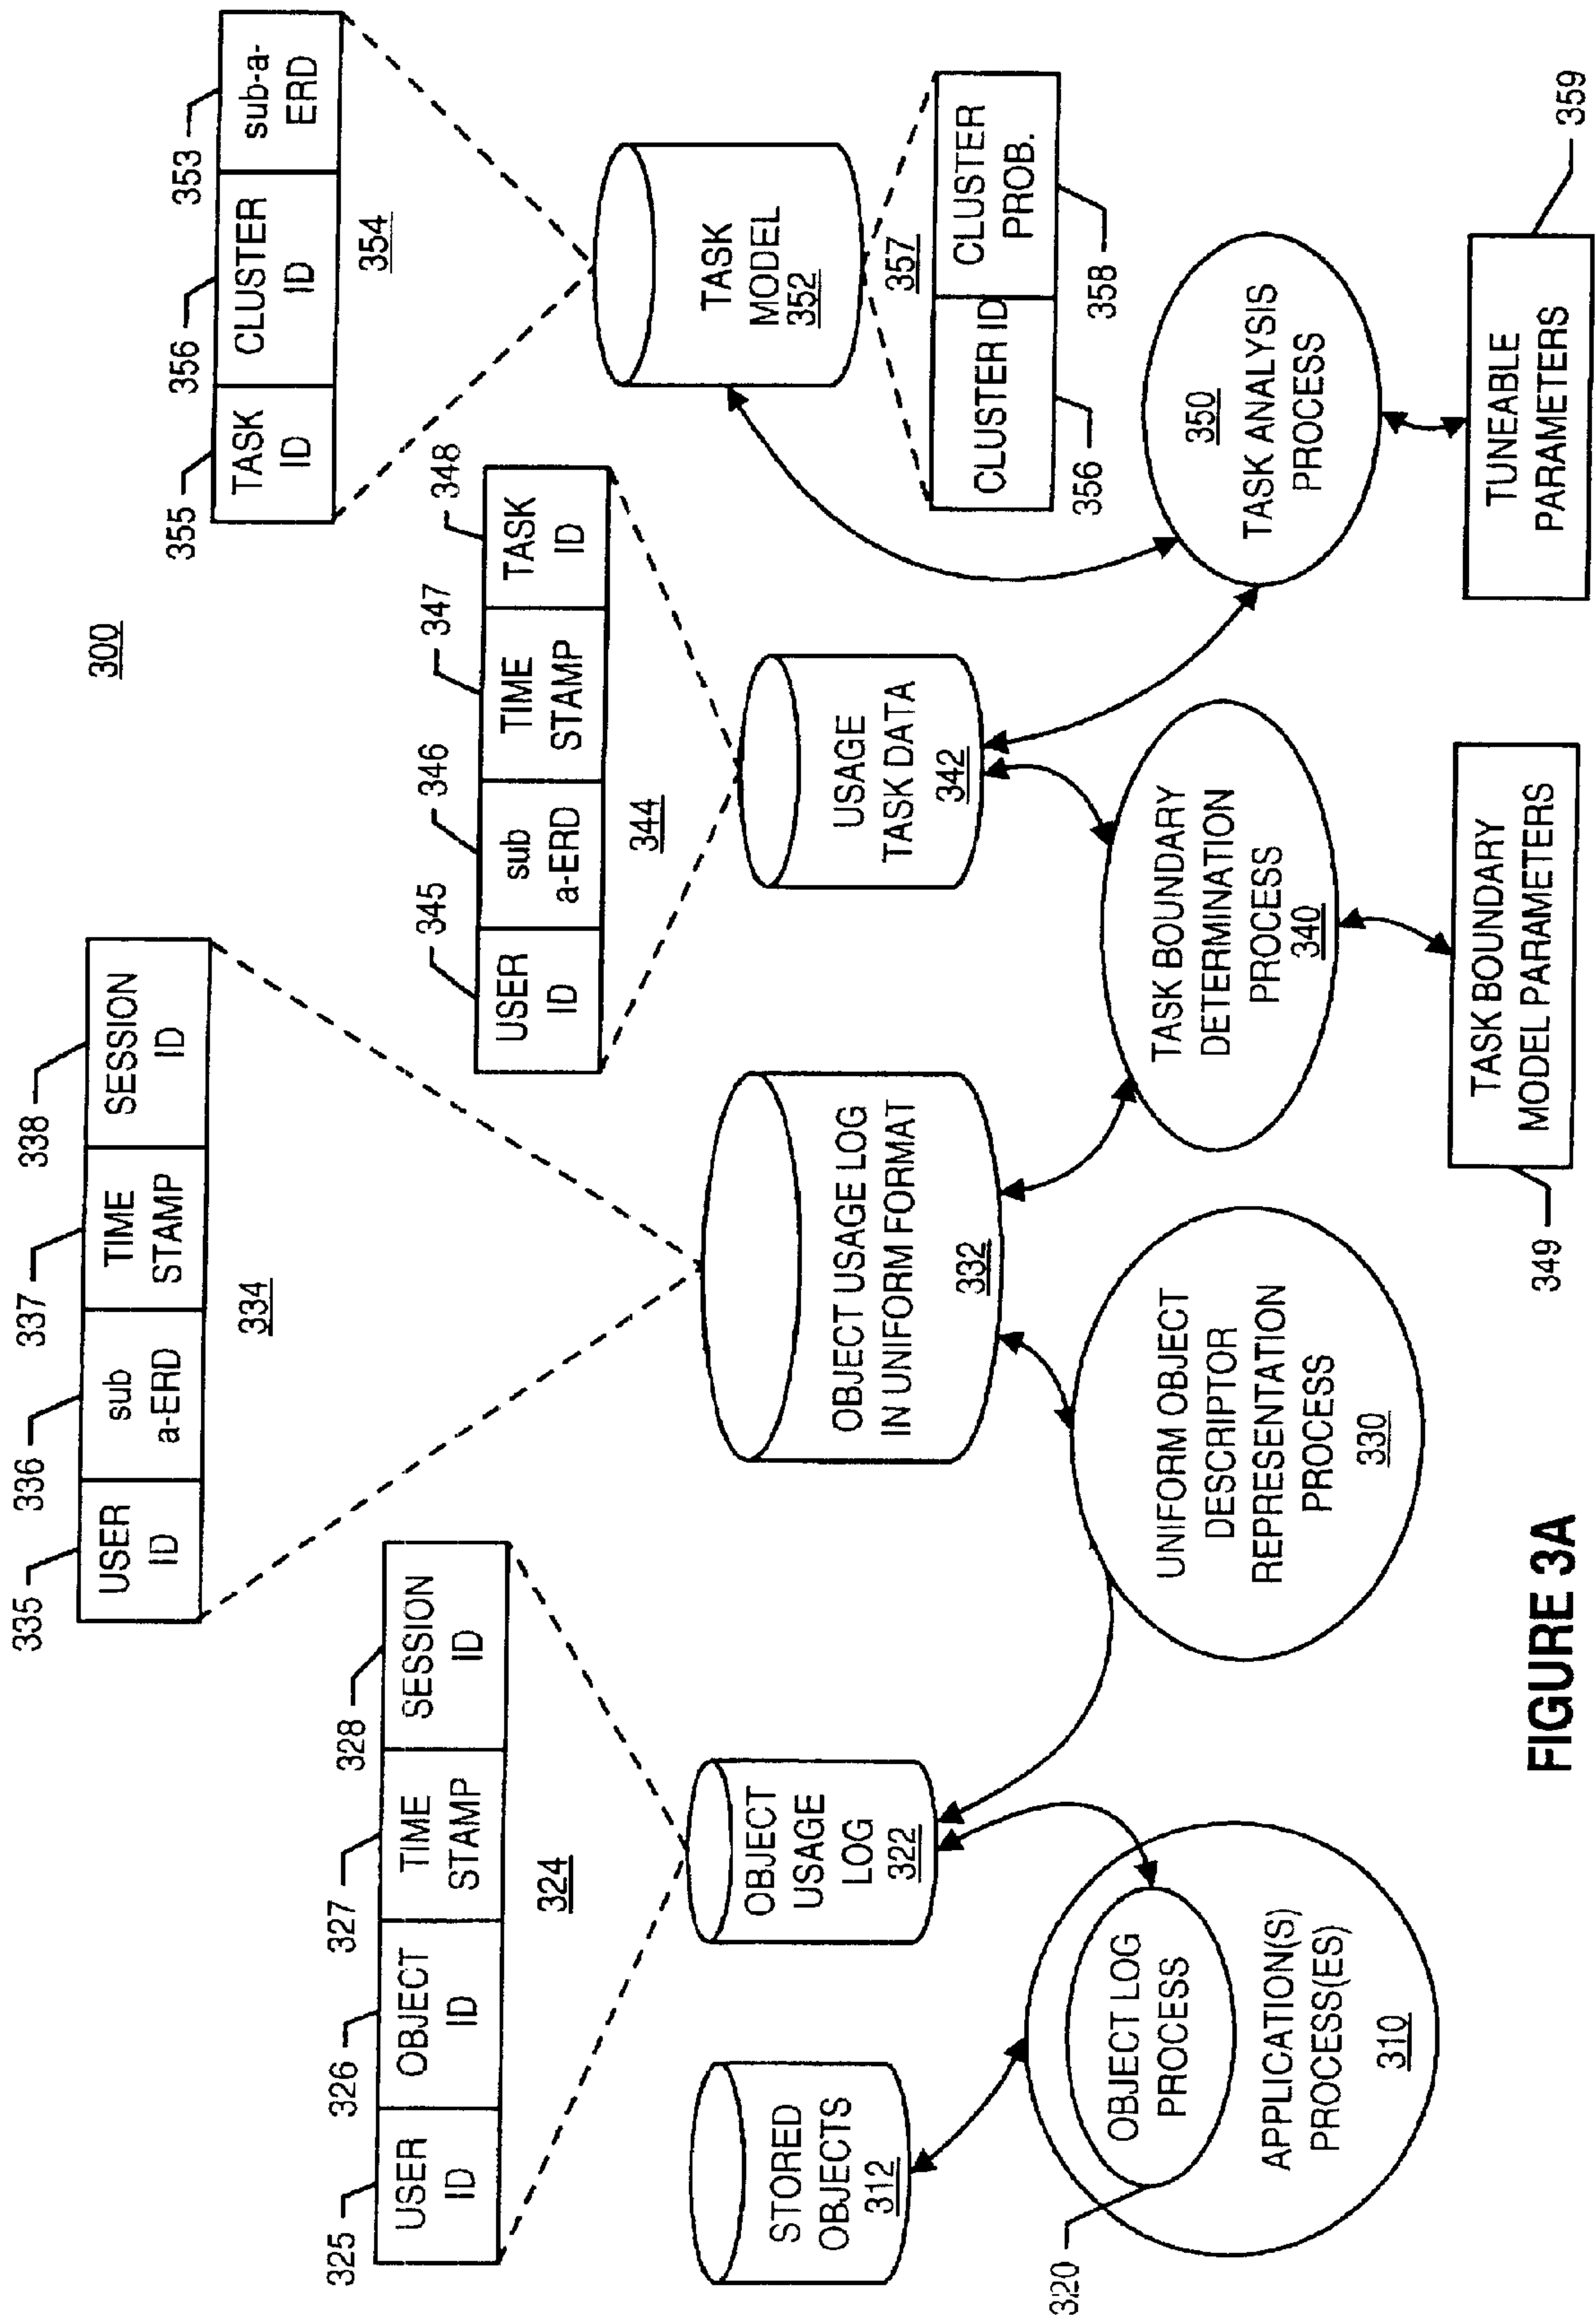 300
335
336
337
338
USER
ID
sub
a-ERD
TIME
STAMP
SESSION
ID
334
355
356
353
TASK
ID
CLUSTER
ID
sub-a-
ERD
354
325
326
327
328
USER
ID
OBJECT
ID
TIME
STAMP
SESSION
ID
324
345
346
347
348
USER
ID
sub
a-ERD
TIME
STAMP
TASK
ID
344
STORED
OBJECTS
312
OBJECT
USAGE
LOG
322
OBJECT USAGE LOG
IN UNIFORM FORMAT
332
USAGE
TASK DATA
342
TASK
MODEL
352
357
CLUSTER ID
CLUSTER
PROB.
356
358
320
OBJECT LOG
PROCESS
APPLICATION(S)
PROCESS(ES)
310
UNIFORM OBJECT
DESCRIPTOR
REPRESENTATION
PROCESS
330
TASK BOUNDARY
DETERMINATION
PROCESS
340
350
TASK ANALYSIS
PROCESS
349
TASK BOUNDARY
MODEL PARAMETERS
TUNEABLE
PARAMETERS
359
FIGURE 3A